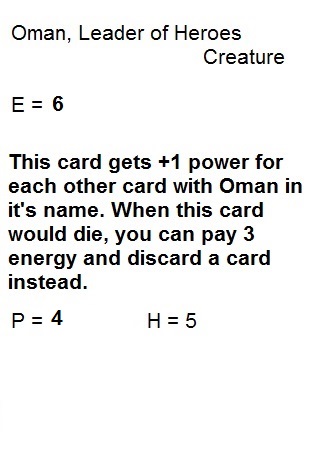 Oman, Leader of Heroes
Creature
E = 6
This card gets +1 power for
each other card with Oman in
it's name. When this card
would die, you can pay 3
energy and discard a card
instead.
P = 4 H = 5